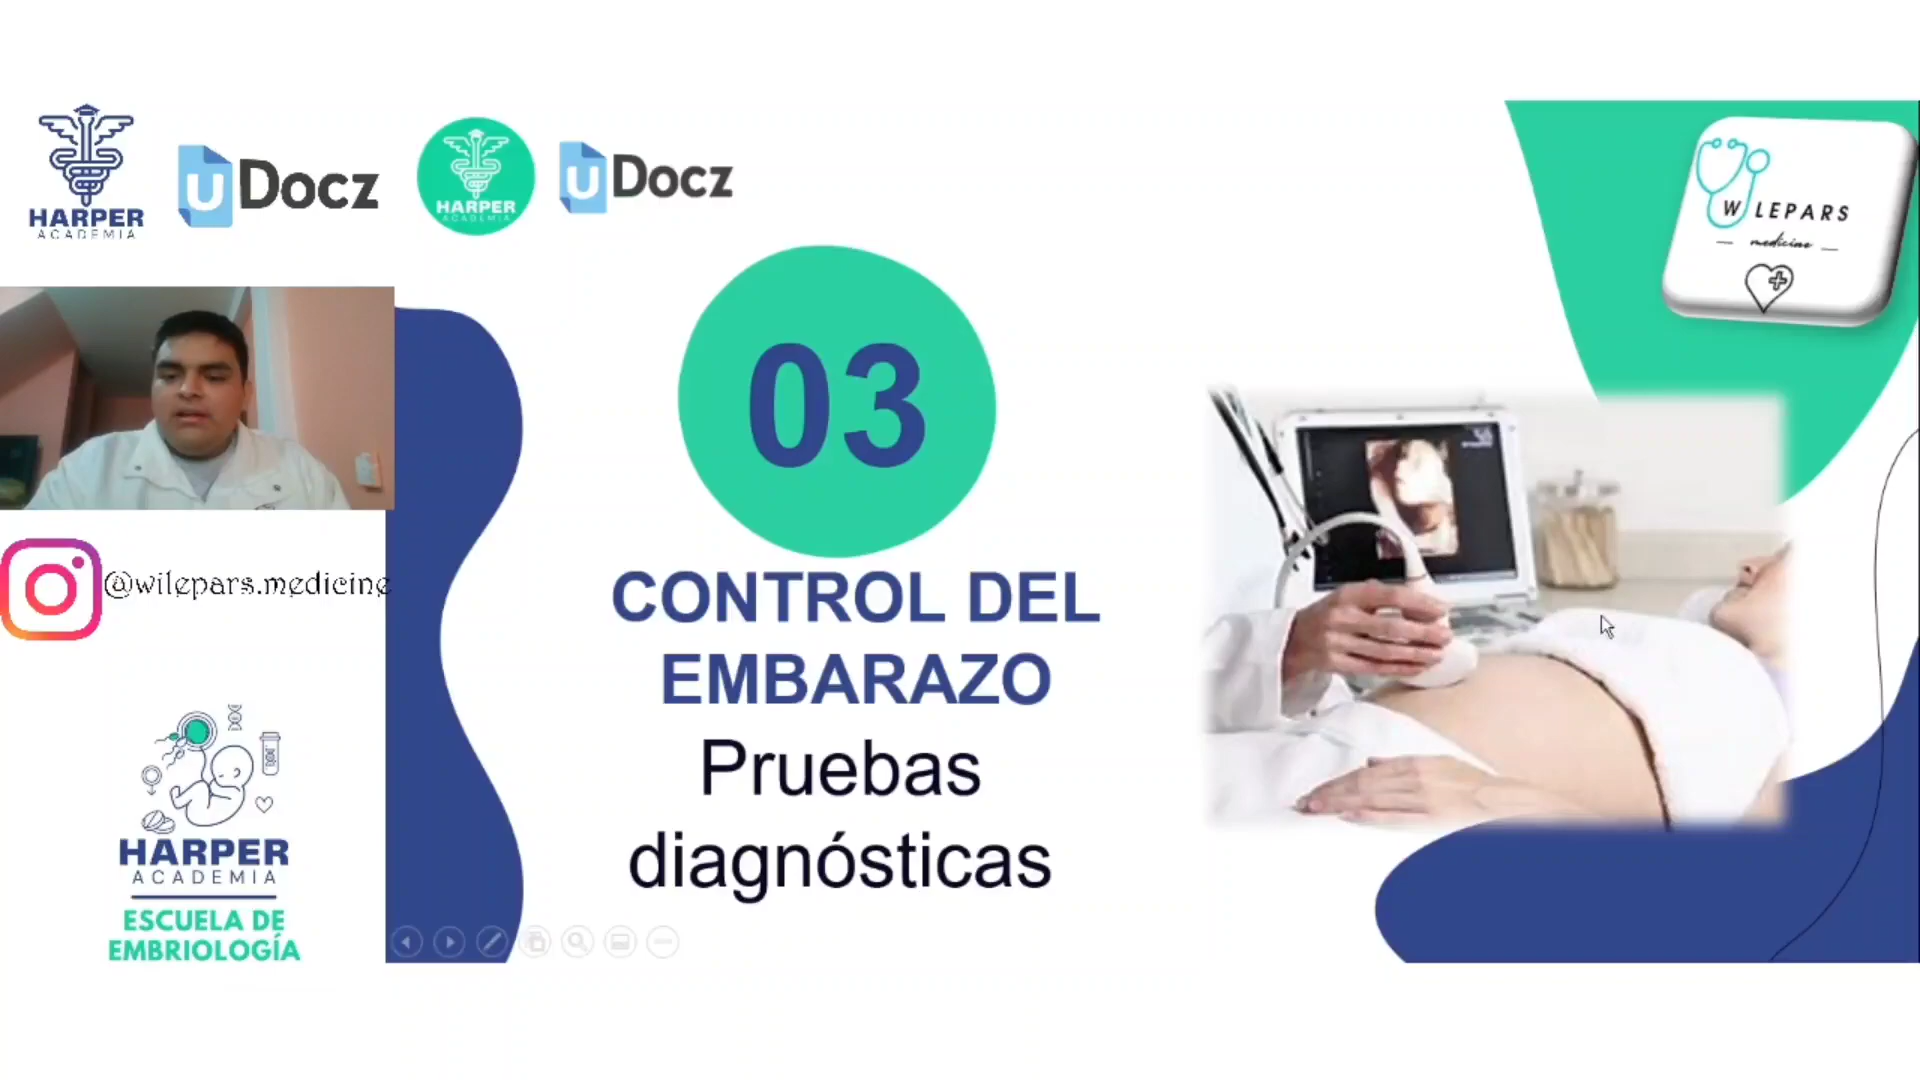 HARPER
ACADEMIA
uDocz
HARPER
ACADEMIA
uDocz
WILEPARS
medicine
03
CONTROL DEL
EMBARAZO
Pruebas
diagnósticas
@wilepars.medicine
HARPER
ACADEMIA
ESCUELA DE
EMBRIOLOGÍA